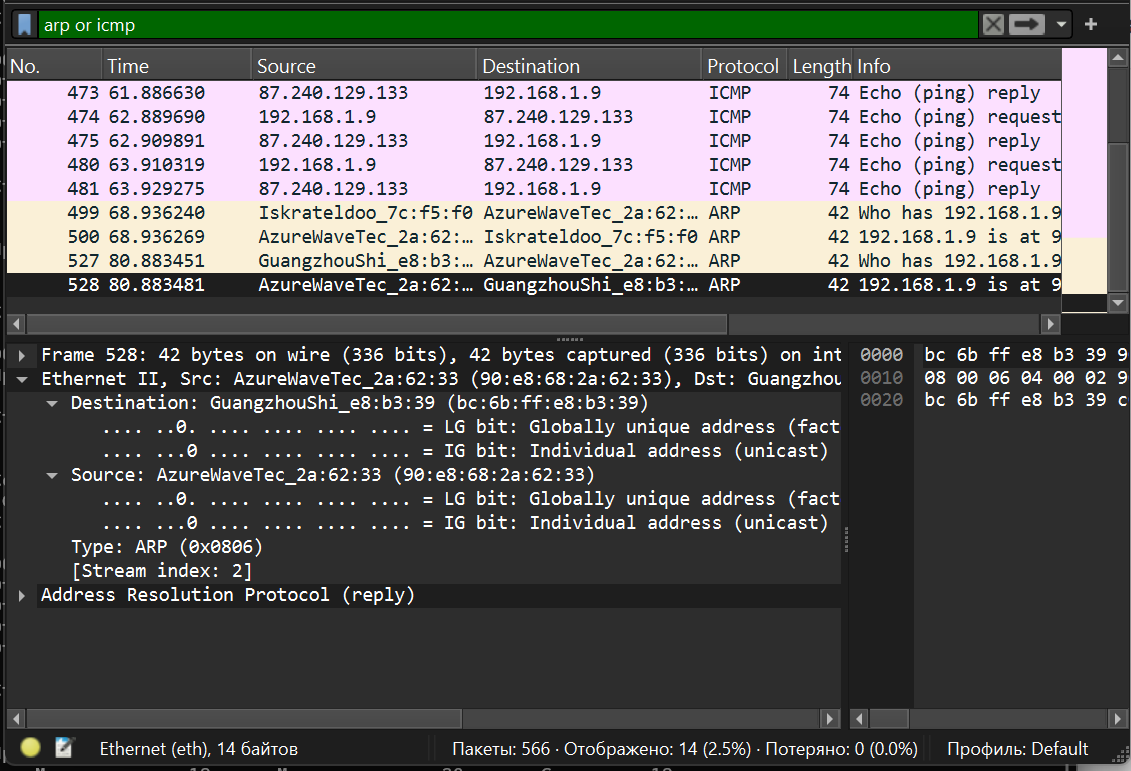 arp or icmp
No. Time Source Destination Protocol Length Info
473 61.886630 87.240.129.133 192.168.1.9 ICMP 74 Echo (ping) reply
474 62.889690 192.168.1.9 87.240.129.133 ICMP 74 Echo (ping) request
475 62.909891 87.240.129.133 192.168.1.9 ICMP 74 Echo (ping) reply
480 63.910319 192.168.1.9 87.240.129.133 ICMP 74 Echo (ping) request
481 63.929275 87.240.129.133 192.168.1.9 ICMP 74 Echo (ping) reply
499 68.936240 Iskrateldoo_7c:f5:f0 AzureWaveTec_2a:62:… ARP 42 Who has 192.168.1.9
500 68.936269 AzureWaveTec_2a:62:… Iskrateldoo_7c:f5:f0 ARP 42 192.168.1.9 is at 9
527 80.883451 GuangzhouShi_e8:b3:… AzureWaveTec_2a:62:… ARP 42 Who has 192.168.1.9
528 80.883481 AzureWaveTec_2a:62:… GuangzhouShi_e8:b3:… ARP 42 192.168.1.9 is at 9
Frame 528: 42 bytes on wire (336 bits), 42 bytes captured (336 bits) on int
Ethernet II, Src: AzureWaveTec_2a:62:33 (90:e8:68:2a:62:33), Dst: Guangzhou
Destination: GuangzhouShi_e8:b3:39 (bc:6b:ff:e8:b3:39)
.... ..0. .... .... .... .... = LG bit: Globally unique address (fact
.... ...0 .... .... .... .... = IG bit: Individual address (unicast)
Source: AzureWaveTec_2a:62:33 (90:e8:68:2a:62:33)
.... ..0. .... .... .... .... = LG bit: Globally unique address (fact
.... ...0 .... .... .... .... = IG bit: Individual address (unicast)
Type: ARP (0x0806)
[Stream index: 2]
Address Resolution Protocol (reply)
0000 bc 6b ff e8 b3 39 9
0010 08 00 06 04 00 02 9
0020 bc 6b ff e8 b3 39 c
Ethernet (eth), 14 байтов
Пакеты: 566 · Отображено: 14 (2.5%) · Потеряно: 0 (0.0%)
Профиль: Default